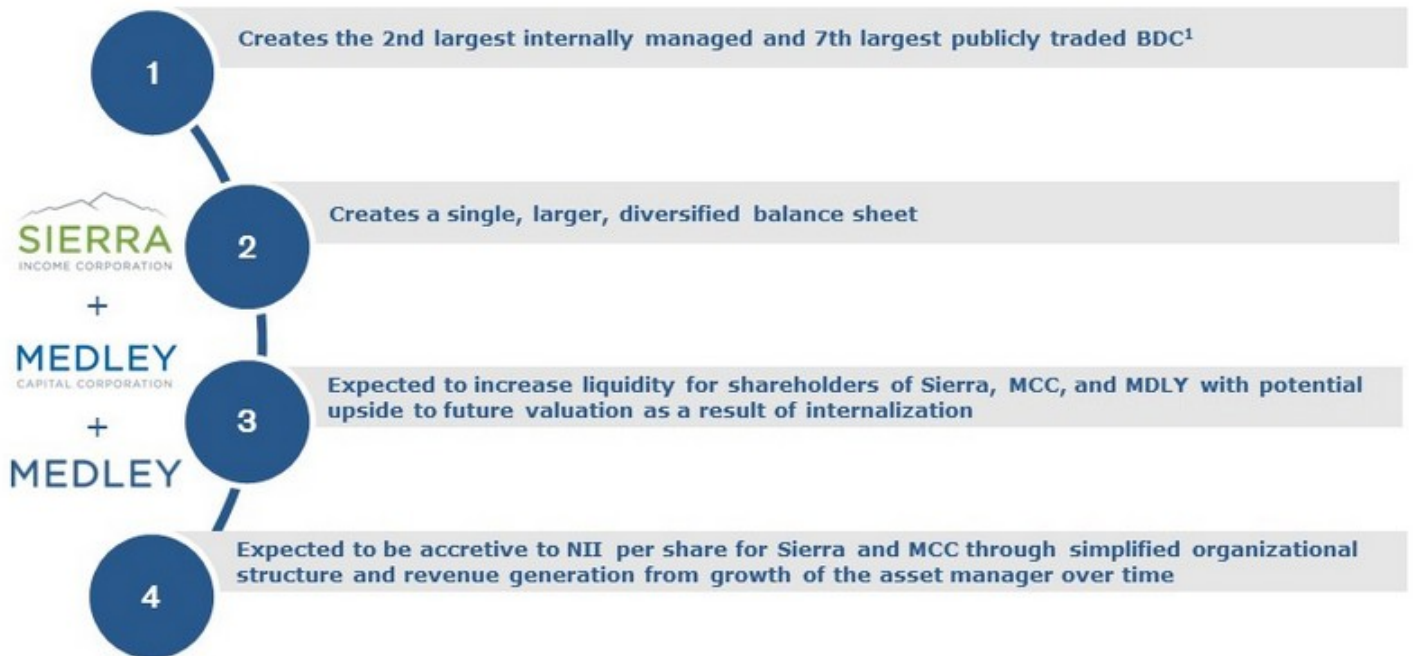 1
Creates the 2nd largest internally managed and 7th largest publicly traded BDC¹
SIERRA
INCOME CORPORATION
+
MEDLEY
CAPITAL CORPORATION
+
MEDLEY
2
Creates a single, larger, diversified balance sheet
3
Expected to increase liquidity for shareholders of Sierra, MCC, and MDLY with potential
upside to future valuation as a result of internalization
4
Expected to be accretive to NII per share for Sierra and MCC through simplified organizational
structure and revenue generation from growth of the asset manager over time